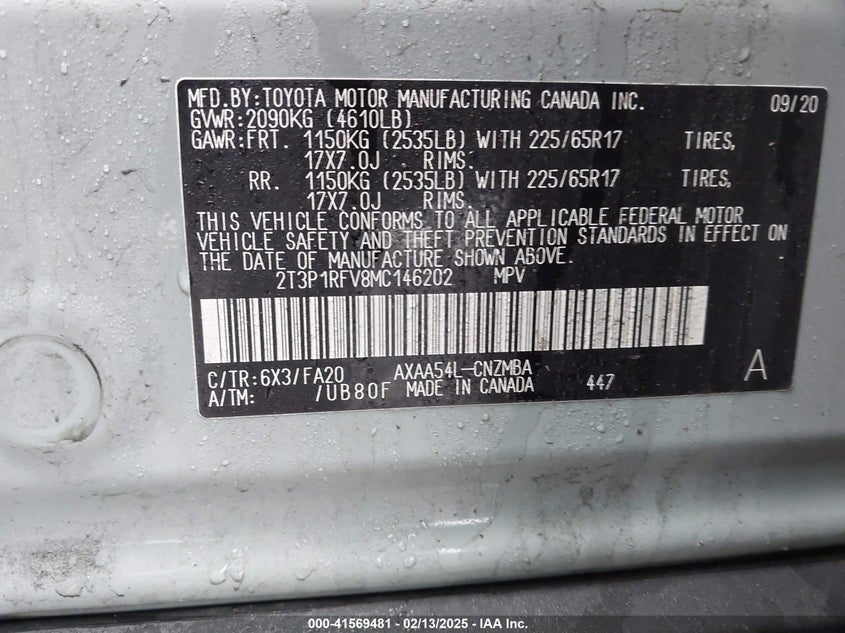 MFD.BY:TOYOTA MOTOR MANUFACTURING CANADA INC. 09/20
GVWR:2090KG (4610LB)
GAWR:FRT. 1150KG (2535LB) WITH 225/65R17 TIRES,
17X7.0J RIMS.
RR. 1150KG (2535LB) WITH 225/65R17 TIRES,
17X7.0J RIMS.
THIS VEHICLE CONFORMS TO ALL APPLICABLE FEDERAL MOTOR
VEHICLE SAFETY AND THEFT PREVENTION STANDARDS IN EFFECT ON
THE DATE OF MANUFACTURE SHOWN ABOVE.
2T3P1RFV8MC146202 MPV
C/TR:6X3/FA20 AXAA54L-CNZMBA A
A/TM: /UB80F MADE IN CANADA 447
000-41569481 - 02/13/2025 - IAA Inc.